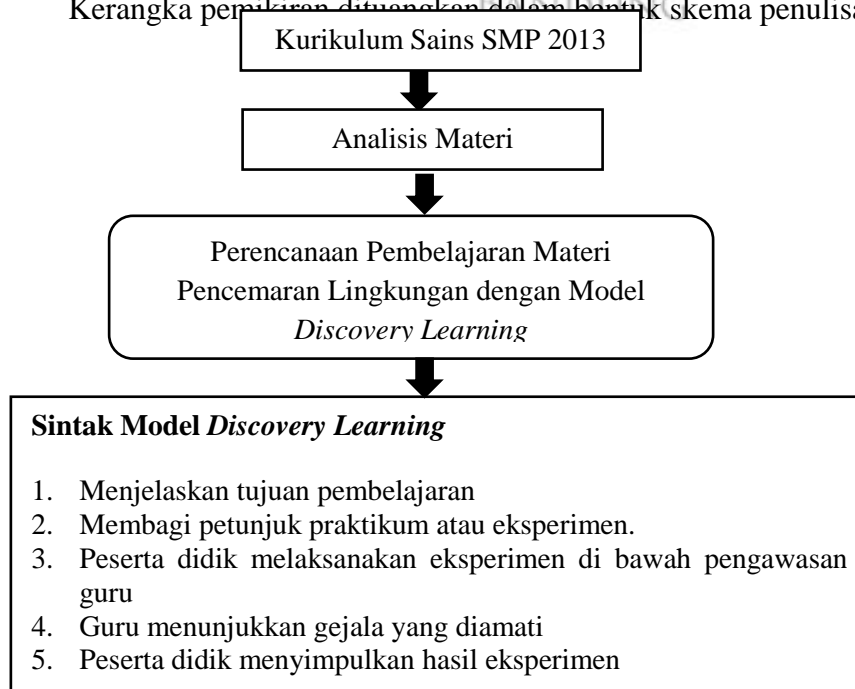 Kerangka pemikiran dituangkan dalam bentuk skema penulisa
Kurikulum Sains SMP 2013
Analisis Materi
Perencanaan Pembelajaran Materi
Pencemaran Lingkungan dengan Model
Discovery Learning
Sintak Model Discovery Learning
1. Menjelaskan tujuan pembelajaran
2. Membagi petunjuk praktikum atau eksperimen.
3. Peserta didik melaksanakan eksperimen di bawah pengawasan
guru
4. Guru menunjukkan gejala yang diamati
5. Peserta didik menyimpulkan hasil eksperimen